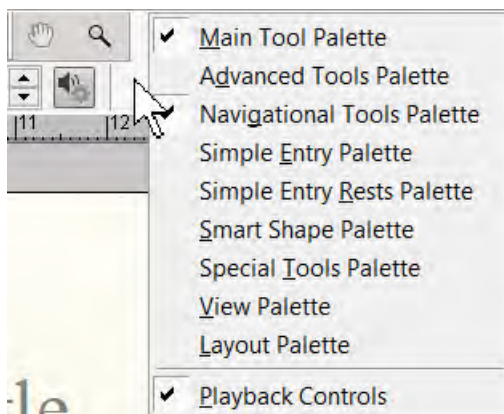 Main Tool Palette
Advanced Tools Palette
|11 |12
Navigational Tools Palette
Simple Entry Palette
Simple Entry Rests Palette
Smart Shape Palette
Special Tools Palette
View Palette
Layout Palette
tle
Playback Controls